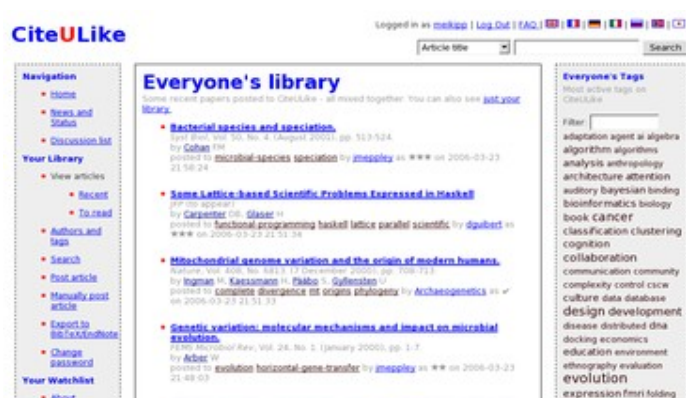 CiteULike
Logged in as meikipp | Log Out | FAQ |
Article title
Search
Navigation
Home
News and
Status
Discussion list
Your Library
View articles
Recent
To read
Authors and
tags
Search
Post article
Manually post
article
Export to
BibTeX/EndNote
Change
password
Your Watchlist
About
Everyone's library
Some recent papers posted to CiteULike - all mixed together. You can also see just your
library.
Bacterial species and speciation.
Syst Biol, Vol. 50, No. 4. (August 2001), pp. 513-524.
by Cohan FM
posted to microbial-species speciation by jmeppley as ★★★ on 2006-03-23
21:58:24
Some Lattice-based Scientific Problems Expressed in Haskell
JFP (to appear)
by Carpenter DB, Glaser H
posted to functional-programming haskell lattice parallel scientific by dguibert as
★★★ on 2006-03-23 21:51:34
Mitochondrial genome variation and the origin of modern humans.
Nature, Vol. 408, No. 6813. (7 December 2000), pp. 708-713.
by Ingman M, Kaessmann H, Pääbo S, Gyllensten U
posted to complete divergence mt origins phylogeny by Archaeogenetics as ✔
on 2006-03-23 21:51:33
Genetic variation: molecular mechanisms and impact on microbial
evolution.
FEMS Microbiol Rev, Vol. 24, No. 1. (January 2000), pp. 1-7.
by Arber W
posted to evolution horizontal-gene-transfer by jmeppley as ★★ on 2006-03-23
21:48:03
Everyone's Tags
Most active tags on
CiteULike
Filter:
adaptation agent ai algebra
algorithm algorithms
analysis anthropology
architecture attention
auditory bayesian binding
bioinformatics biology
book cancer
classification clustering
cognition
collaboration
communication community
complexity control cscw
culture data database
design development
disease distributed dna
docking economics
education environment
ethnography evaluation
evolution
expression fmri folding